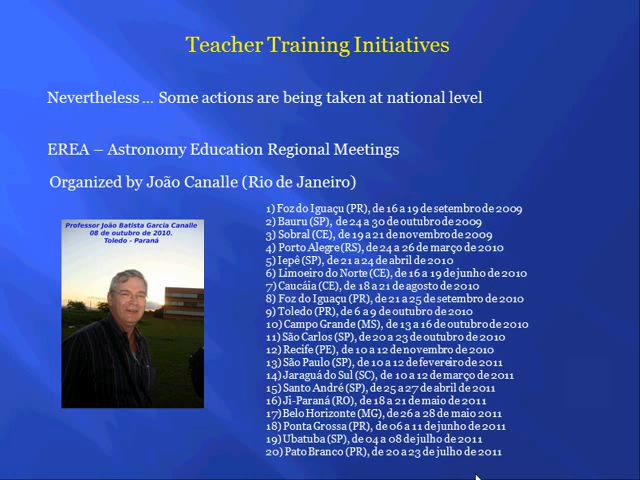 Teacher Training Initiatives
Nevertheless ... Some actions are being taken at national level
EREA – Astronomy Education Regional Meetings
Organized by João Canalle (Rio de Janeiro)
Professor João Batista Garcia Canalle
08 de outubro de 2010.
Toledo - Paraná
1) Foz do Iguaçu (PR), de 16 a 19 de setembro de 2009
2) Bauru (SP), de 24 a 30 de outubro de 2009
3) Sobral (CE), de 19 a 21 de novembro de 2009
4) Porto Alegre (RS), de 24 a 26 de março de 2010
5) Iepê (SP), de 21 a 24 de abril de 2010
6) Limoeiro do Norte (CE), de 16 a 19 de junho de 2010
7) Caucáia (CE), de 18 a 21 de agosto de 2010
8) Foz do Iguaçu (PR), de 21 a 25 de setembro de 2010
9) Toledo (PR), de 6 a 9 de outubro de 2010
10) Campo Grande (MS), de 13 a 16 de outubro de 2010
11) São Carlos (SP), de 20 a 23 de outubro de 2010
12) Recife (PE), de 10 a 12 de novembro de 2010
13) São Paulo (SP), de 10 a 12 de fevereiro de 2011
14) Jaraguá do Sul (SC), de 10 a 12 de março de 2011
15) Santo André (SP), de 25 a 27 de abril de 2011
16) Ji-Paraná (RO), de 18 a 21 de maio de 2011
17) Belo Horizonte (MG), de 26 a 28 de maio 2011
18) Ponta Grossa (PR), de 06 a 11 de junho de 2011
19) Ubatuba (SP), de 04 a 08 de julho de 2011
20) Pato Branco (PR), de 20 a 23 de julho de 2011